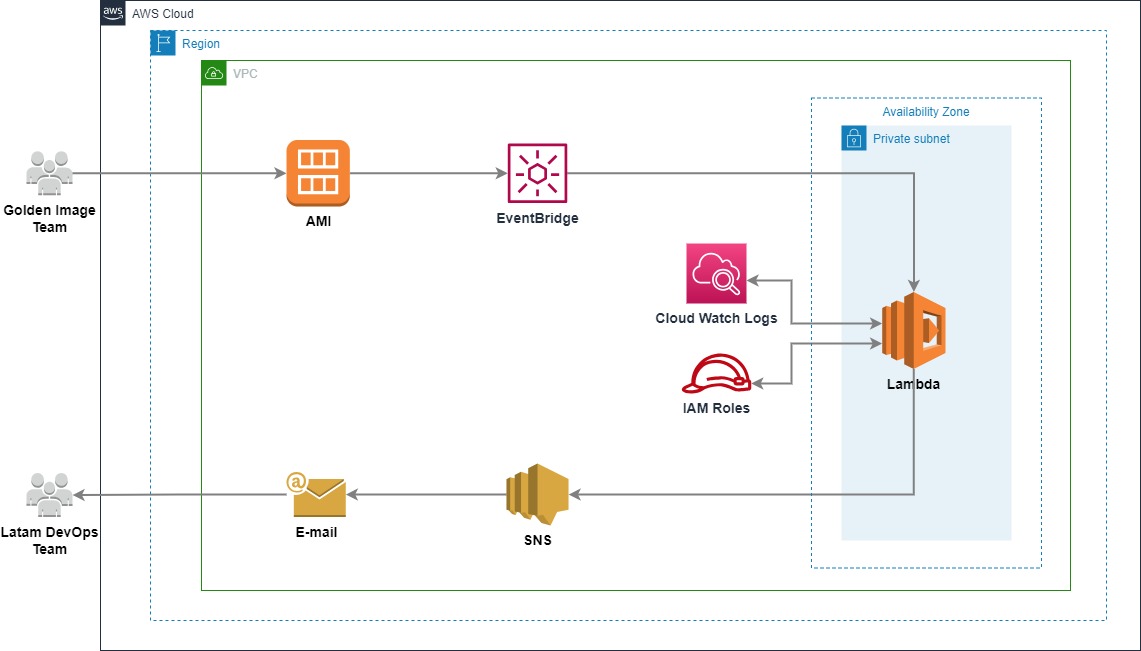 aws
AWS Cloud
Region
VPC
Availability Zone
Private subnet
Golden Image
Team
AMI
EventBridge
Cloud Watch Logs
IAM Roles
Lambda
Latam DevOps
Team
@
E-mail
SNS